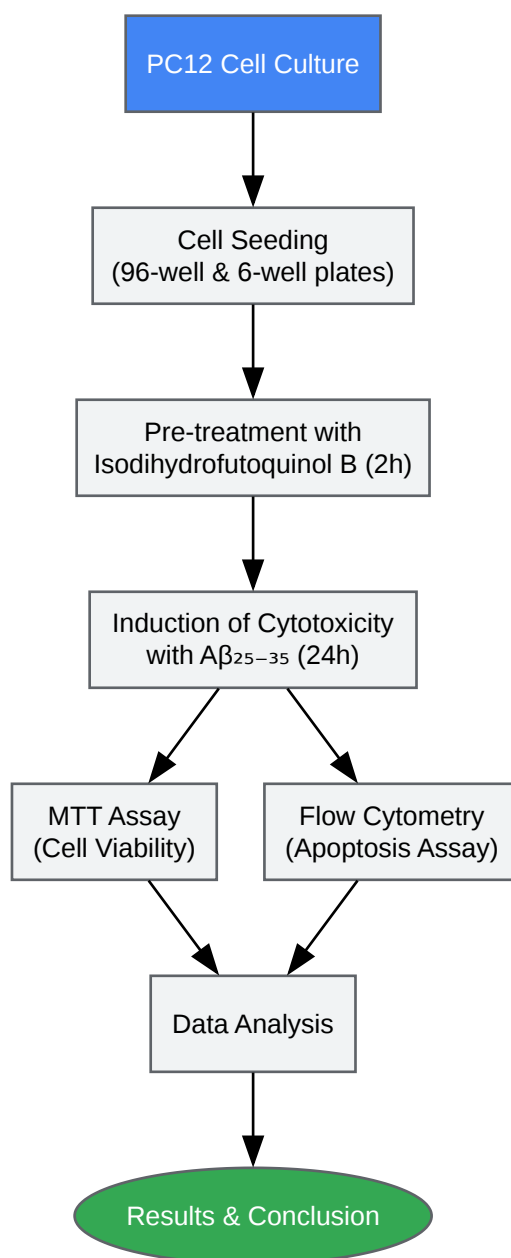 PC12 Cell Culture
Cell Seeding
(96-well & 6-well plates)
Pre-treatment with
Isodihydrofutoquinol B (2h)
Induction of Cytotoxicity
with Aβ₂₅₋₃₅ (24h)
MTT Assay
(Cell Viability)
Flow Cytometry
(Apoptosis Assay)
Data Analysis
Results & Conclusion